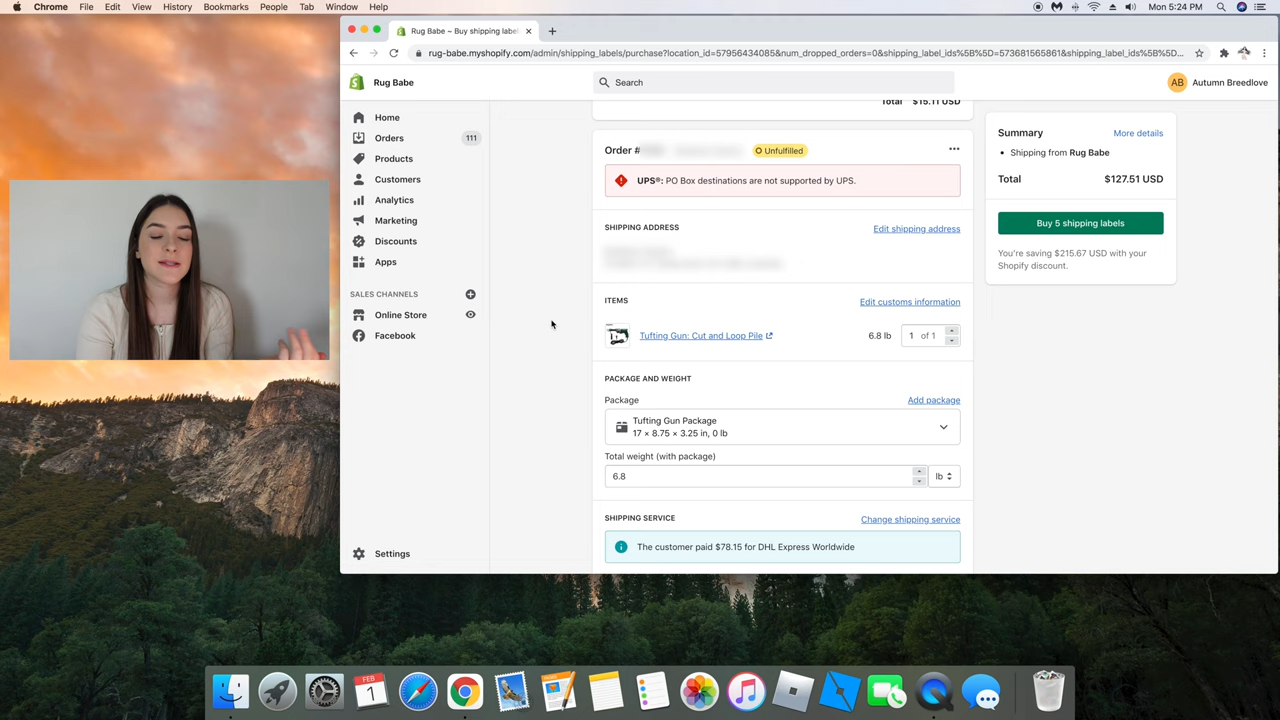 Chrome File Edit View History Bookmarks People Tab Window Help Mon 5:24 PM
Rug Babe ~ Buy shipping label
rug-babe.myshopify.com/admin/shipping_labels/purchase?location_id=57956434085&num_dropped_orders=0&shipping_label_ids%5B%5D=573681565861&shipping_label_ids%5B%5D...
Rug Babe
Search
AB Autumn Breedlove
Home
Orders 111
Products
Customers
Analytics
Marketing
Discounts
Apps
SALES CHANNELS
Online Store
Facebook
Settings
Total $15.11 USD
Order # Unfulfilled
UPS®: PO Box destinations are not supported by UPS.
SHIPPING ADDRESS Edit shipping address
ITEMS Edit customs information
Tufting Gun: Cut and Loop Pile 6.8 lb 1 of 1
PACKAGE AND WEIGHT
Package Add package
Tufting Gun Package
17 × 8.75 × 3.25 in, 0 lb
Total weight (with package)
6.8 lb
SHIPPING SERVICE Change shipping service
The customer paid $78.15 for DHL Express Worldwide
Summary More details
• Shipping from Rug Babe
Total $127.51 USD
Buy 5 shipping labels
You're saving $215.67 USD with your
Shopify discount.
FEB
1